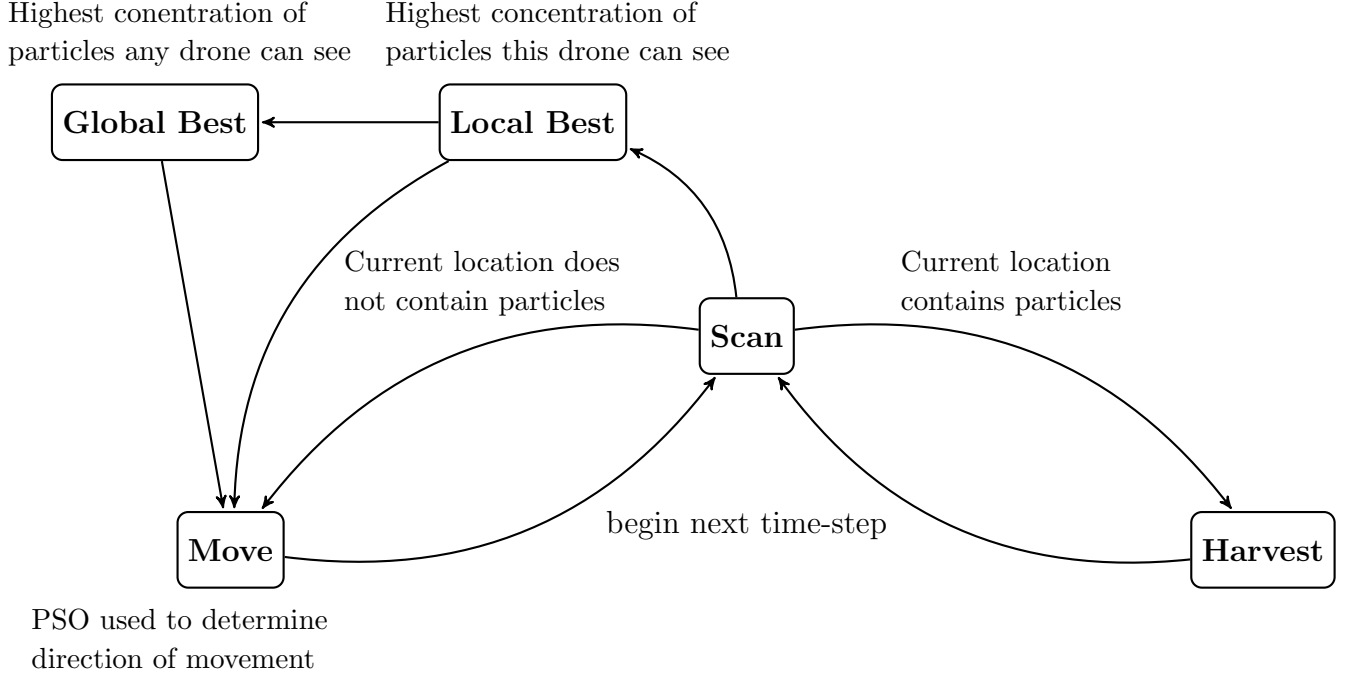 Highest conentration of
particles any drone can see
Highest concentration of
particles this drone can see
Global Best
Local Best
Current location does
not contain particles
Current location
contains particles
Scan
begin next time-step
Move
Harvest
PSO used to determine
direction of movement